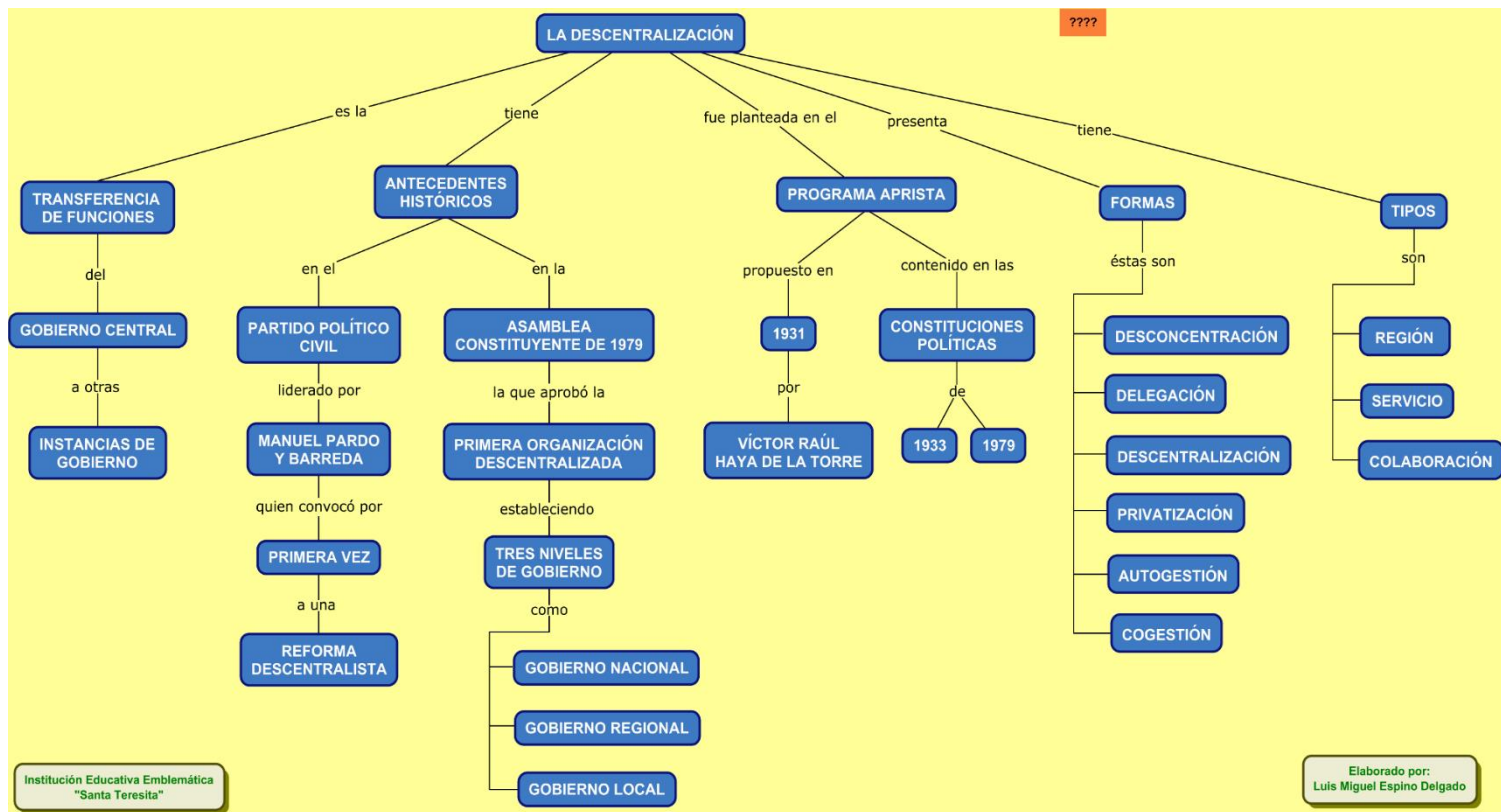 LA DESCENTRALIZACIÓN
????
es la
tiene
fue planteada en el
presenta
tiene
TRANSFERENCIA
DE FUNCIONES
del
GOBIERNO CENTRAL
a otras
INSTANCIAS DE
GOBIERNO
ANTECEDENTES
HISTÓRICOS
en el
PARTIDO POLÍTICO
CIVIL
liderado por
MANUEL PARDO
Y BARREDA
quien convocó por
PRIMERA VEZ
a una
REFORMA
DESCENTRALISTA
en la
ASAMBLEA
CONSTITUYENTE DE 1979
la que aprobó la
PRIMERA ORGANIZACIÓN
DESCENTRALIZADA
estableciendo
TRES NIVELES
DE GOBIERNO
como
GOBIERNO NACIONAL
GOBIERNO REGIONAL
GOBIERNO LOCAL
PROGRAMA APRISTA
propuesto en
1931
por
VÍCTOR RAÚL
HAYA DE LA TORRE
contenido en las
CONSTITUCIONES
POLÍTICAS
de
1933
1979
FORMAS
éstas son
DESCONCENTRACIÓN
DELEGACIÓN
DESCENTRALIZACIÓN
PRIVATIZACIÓN
AUTOGESTIÓN
COGESTIÓN
TIPOS
son
REGIÓN
SERVICIO
COLABORACIÓN
Institución Educativa Emblemática
"Santa Teresita"
Elaborado por:
Luis Miguel Espino Delgado